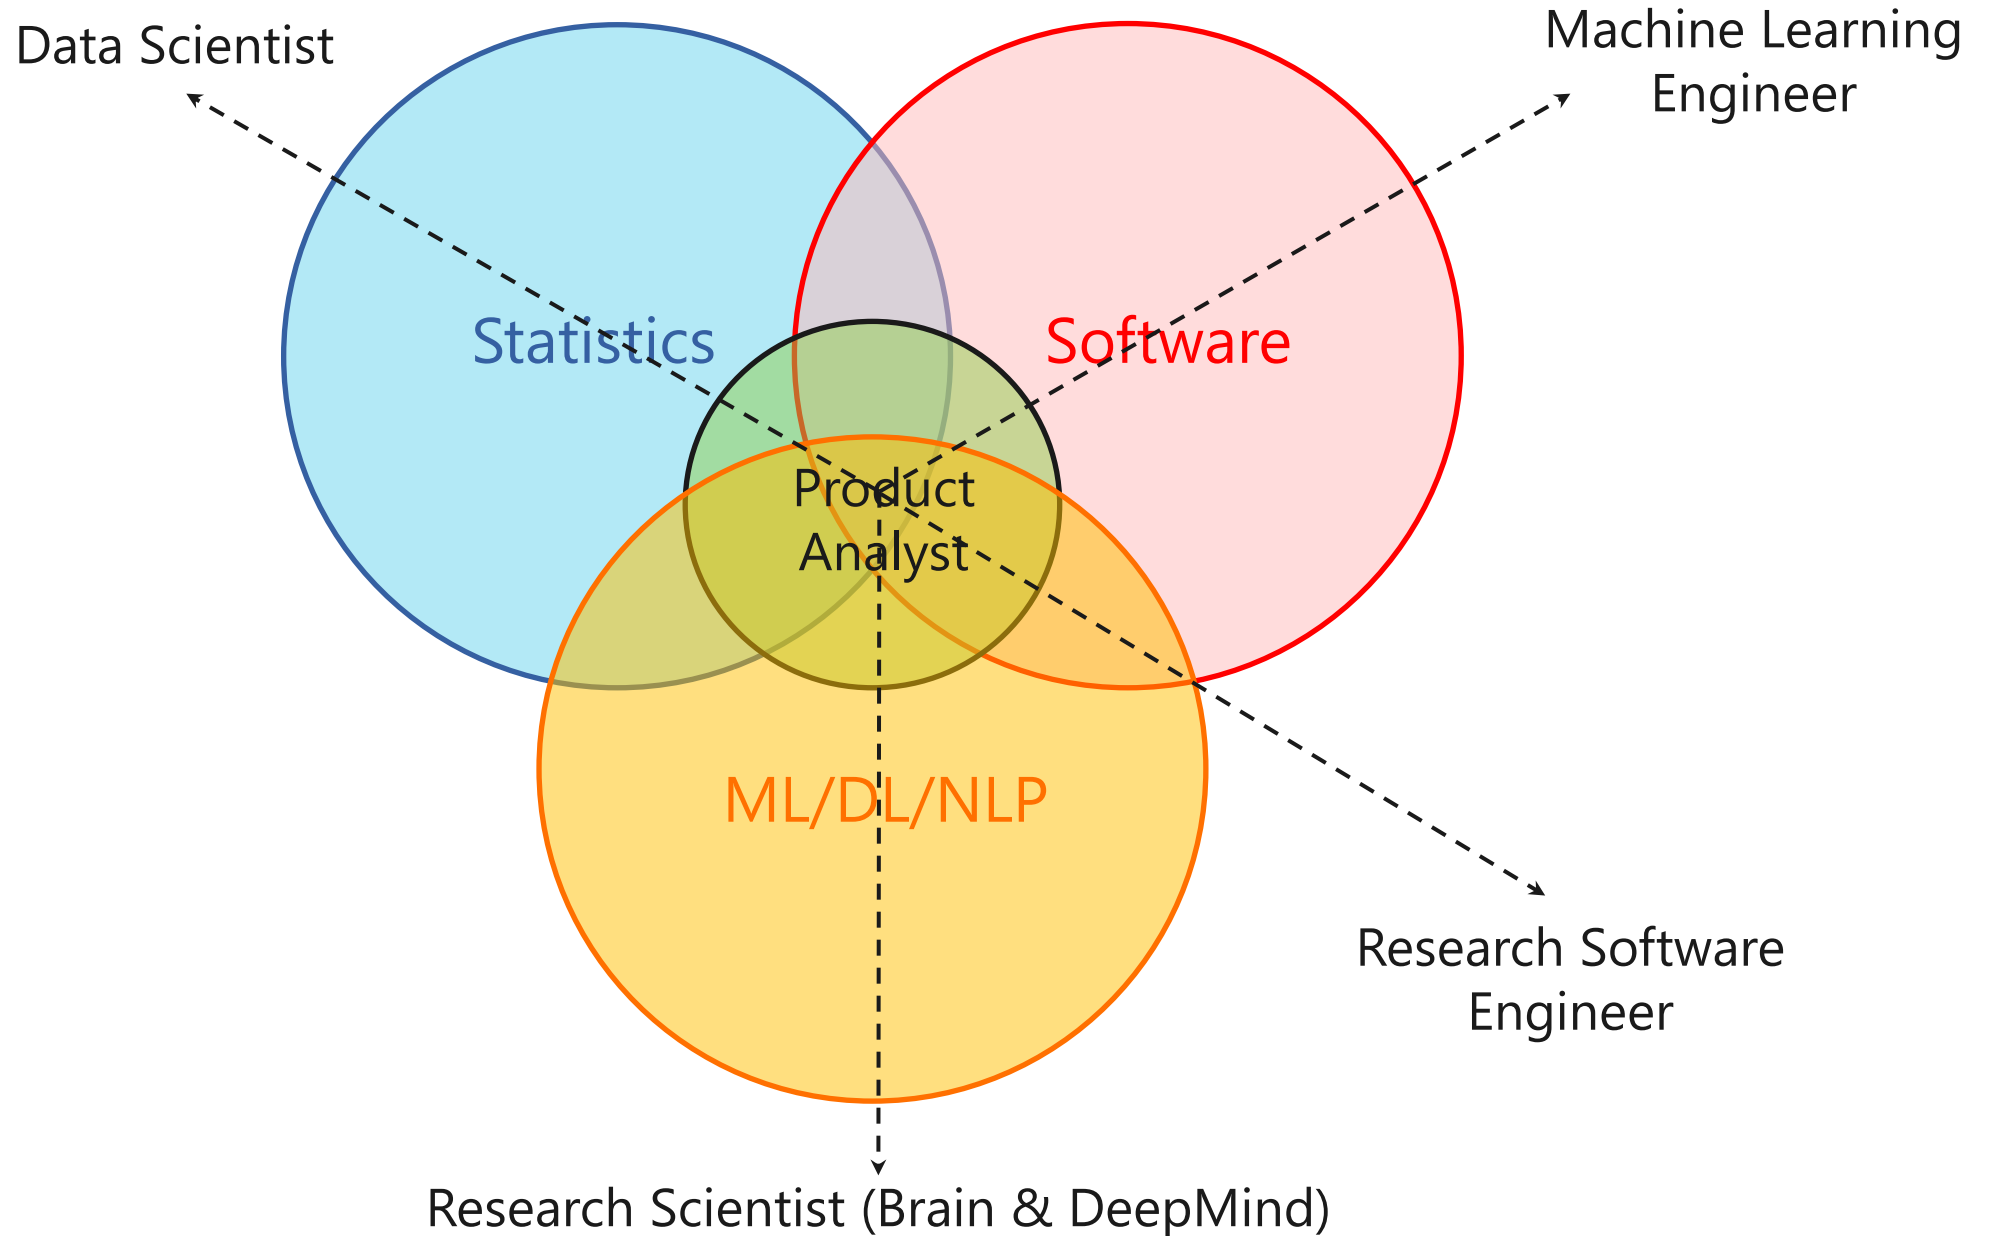 Data Scientist
Machine Learning
Engineer
Statistics
Software
Product
Analyst
ML/DL/NLP
Research Software
Engineer
Research Scientist (Brain & DeepMind)